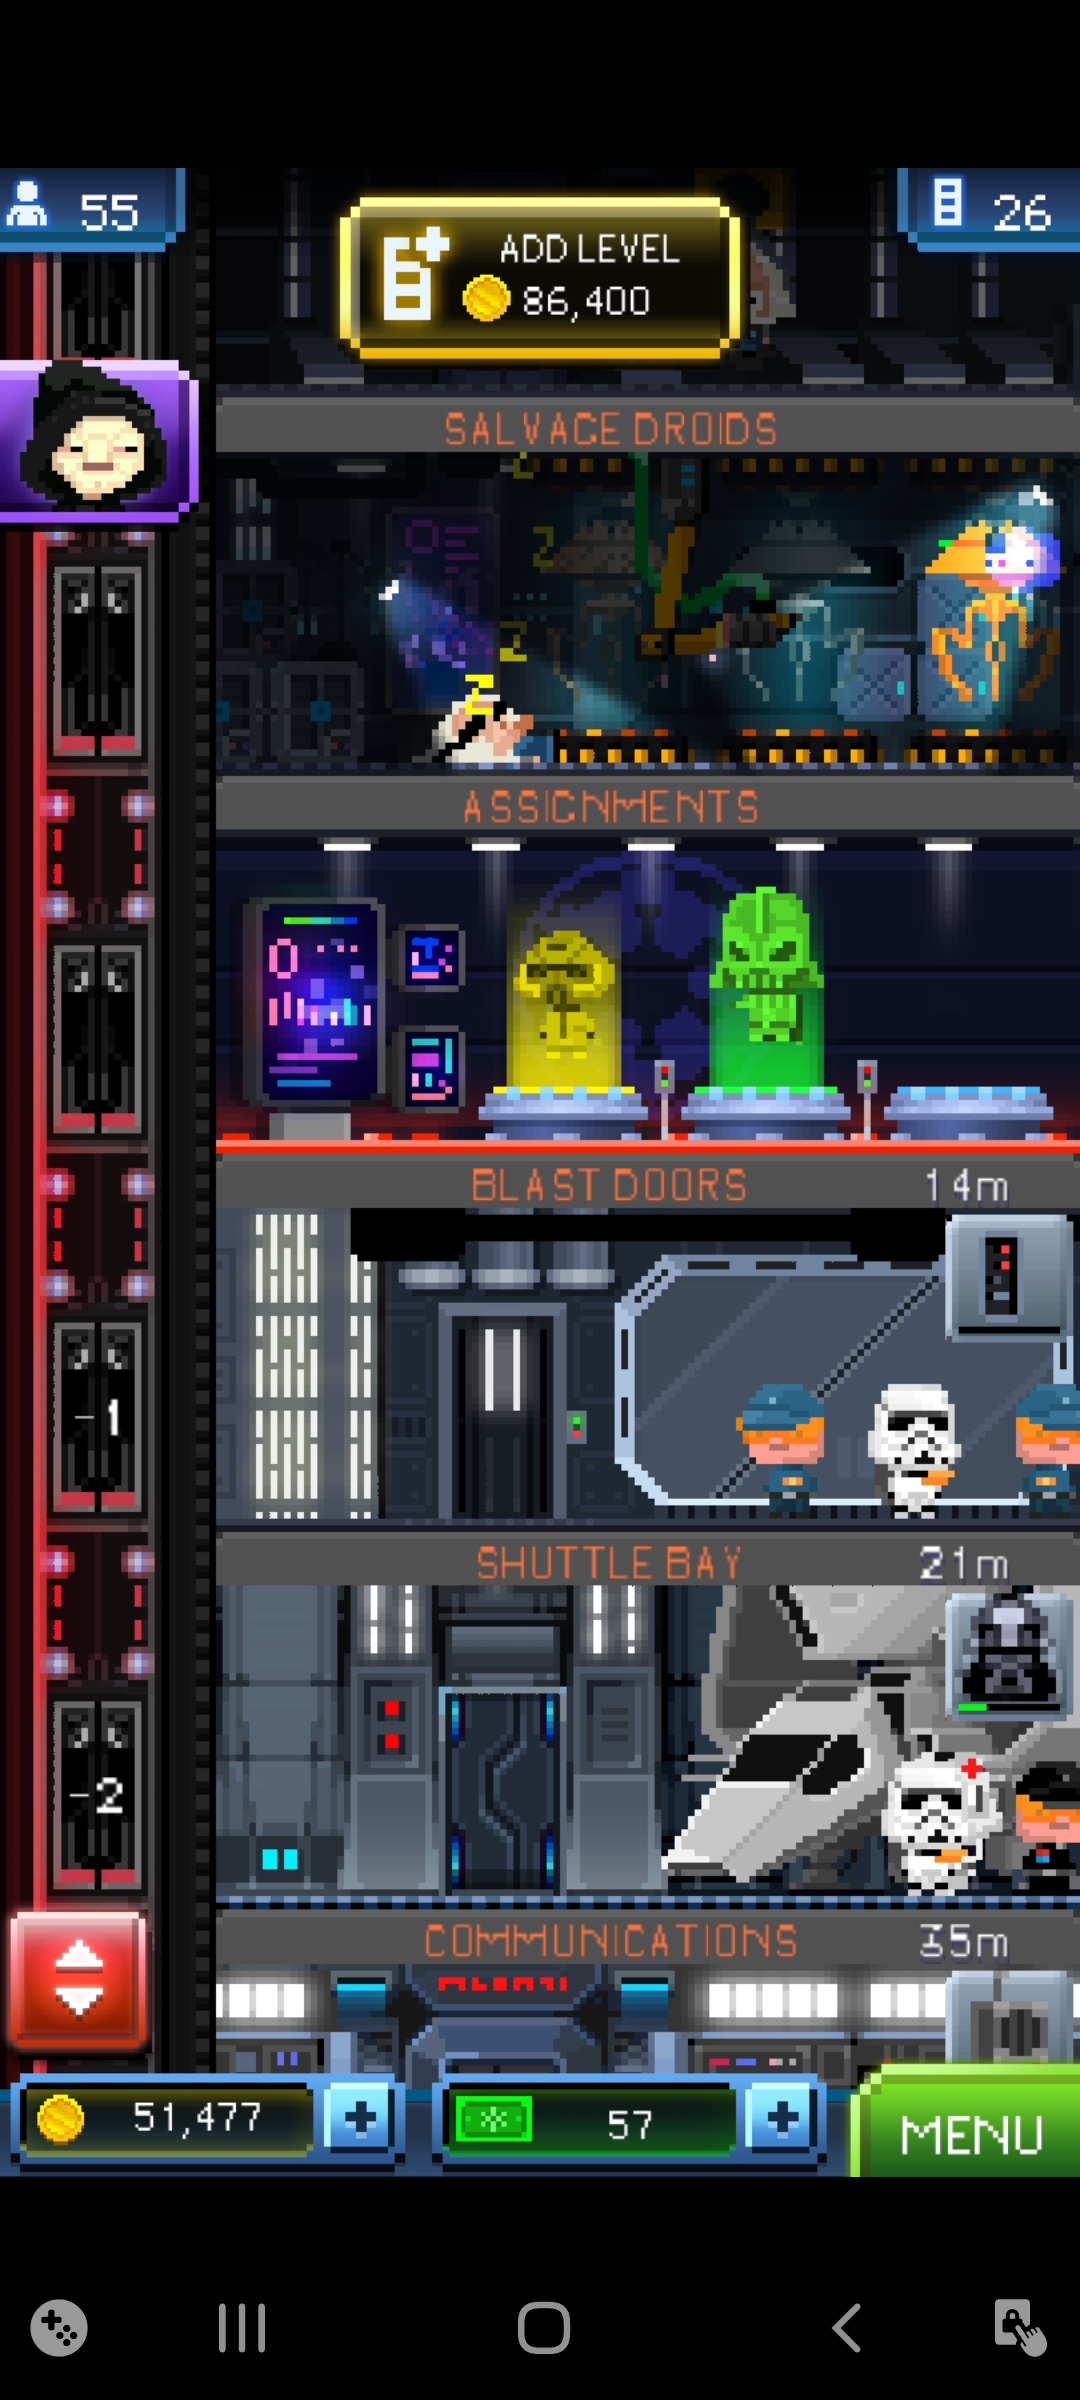 55
ADD LEVEL
86,400
26
SALVAGE DROIDS
Z
Z
Z
Z
ASSIGNMENTS
BLAST DOORS 14m
-1
SHUTTLE BAY 21m
-2
COMMUNICATIONS 35m
51,477
57
MENU